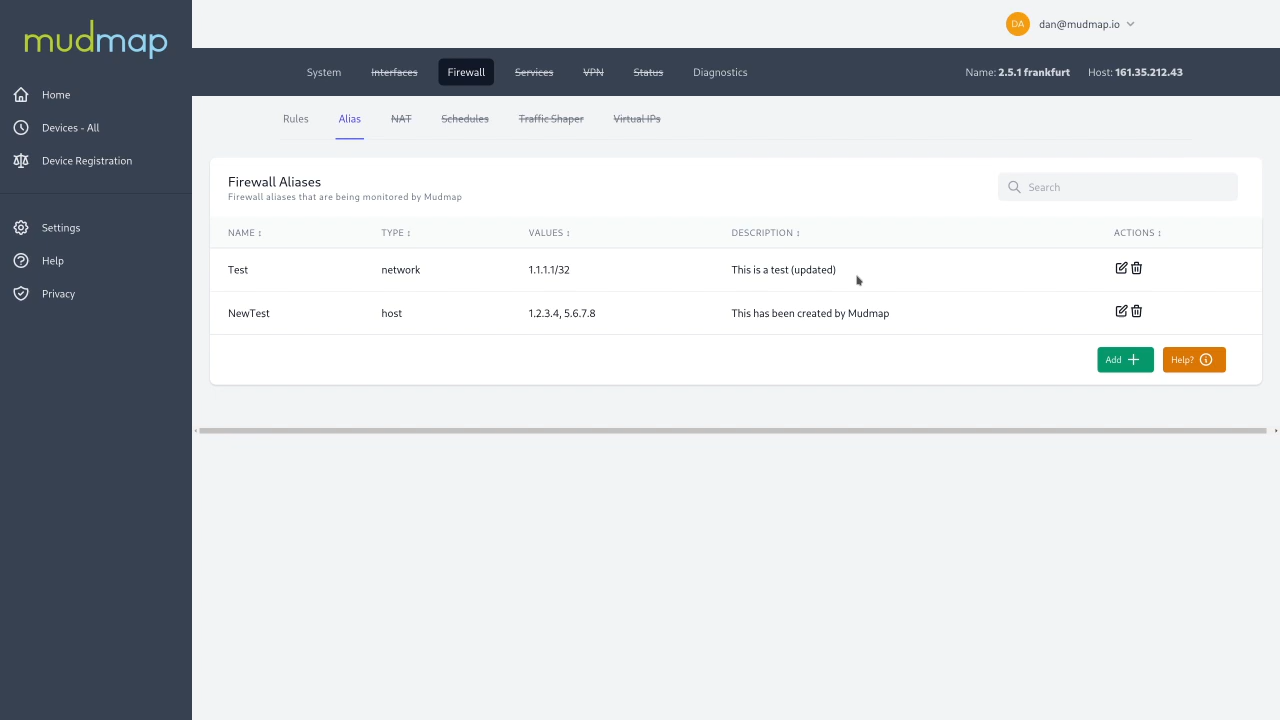 mudmap
DA dan@mudmap.io
System Interfaces Firewall Services VPN Status Diagnostics Name: 2.5.1 frankfurt Host: 161.35.212.43
Home
Devices - All
Device Registration
Settings
Help
Privacy
Rules Alias NAT Schedules Traffic Shaper Virtual IPs
Firewall Aliases
Firewall aliases that are being monitored by Mudmap
Search
NAME ↕ TYPE ↕ VALUES ↕ DESCRIPTION ↕ ACTIONS ↕
Test network 1.1.1.1/32 This is a test (updated)
NewTest host 1.2.3.4, 5.6.7.8 This has been created by Mudmap
Add Help?